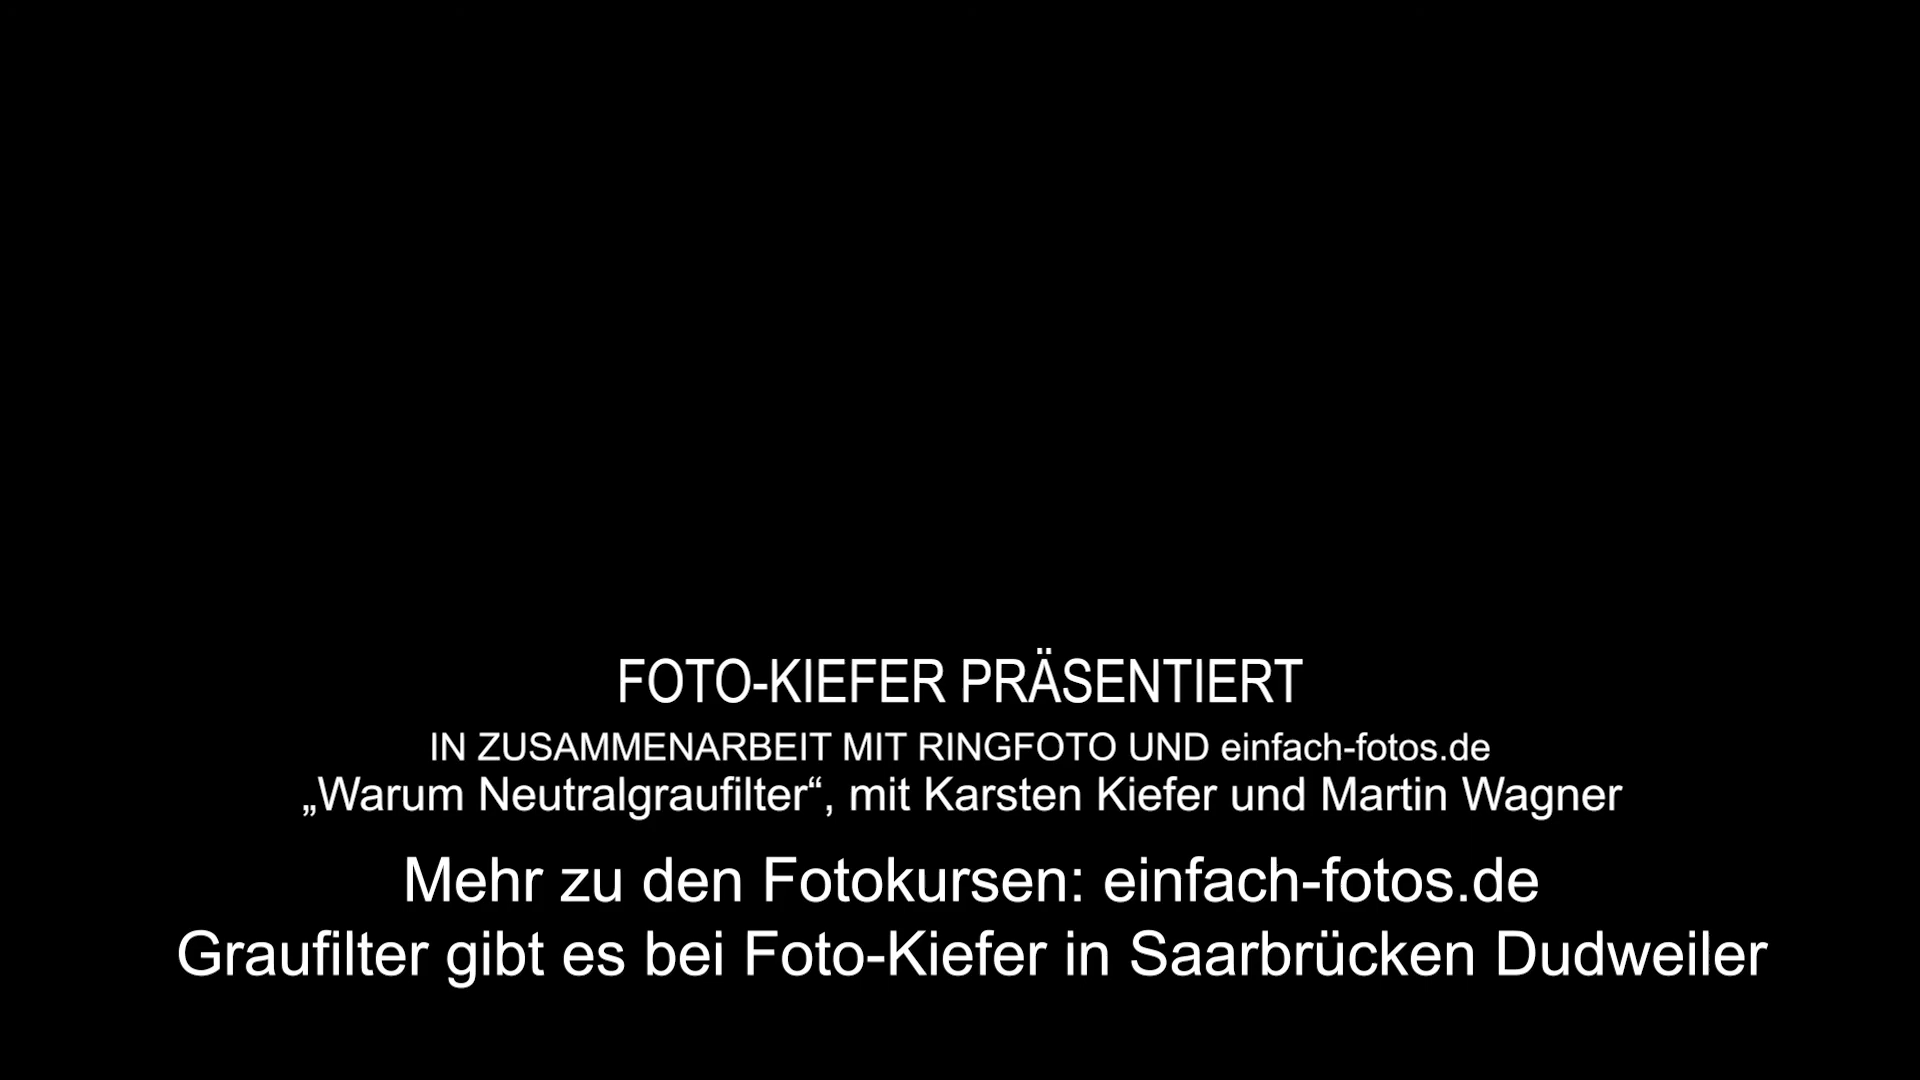 FOTO-KIEFER PRÄSENTIERT
IN ZUSAMMENARBEIT MIT RINGFOTO UND einfach-fotos.de
„Warum Neutralgraufilter“, mit Karsten Kiefer und Martin Wagner
Mehr zu den Fotokursen: einfach-fotos.de
Graufilter gibt es bei Foto-Kiefer in Saarbrücken Dudweiler